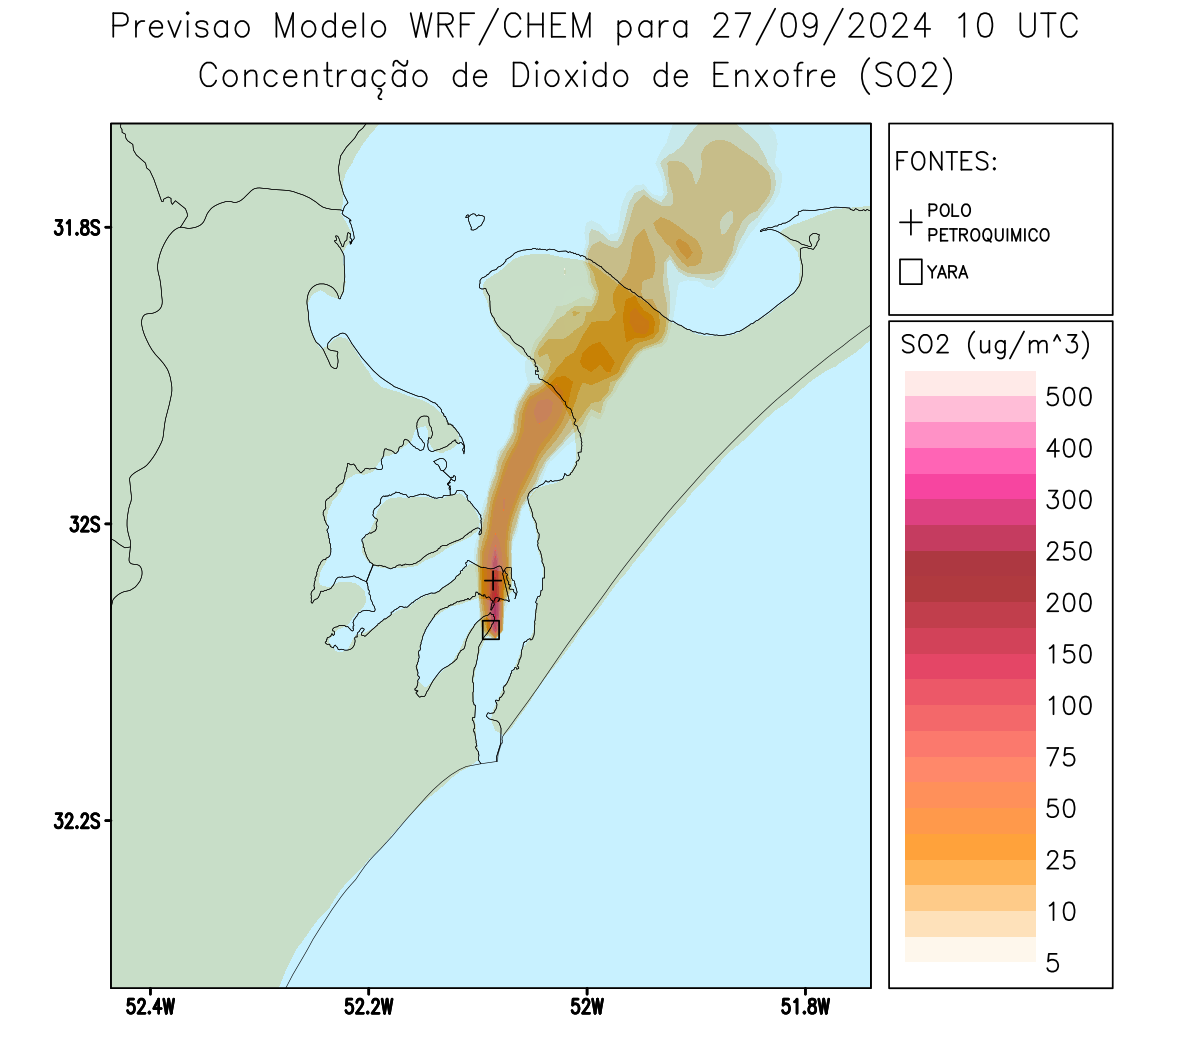 Previsao Modelo WRF/CHEM para 27/09/2024 10 UTC
Concentração de Dioxido de Enxofre (SO2)
FONTES:
POLO
PETROQUIMICO
YARA
31.8S
32S
32.2S
52.4W
52.2W
52W
51.8W
SO2 (ug/m^3)
500
400
300
250
200
150
100
75
50
25
10
5